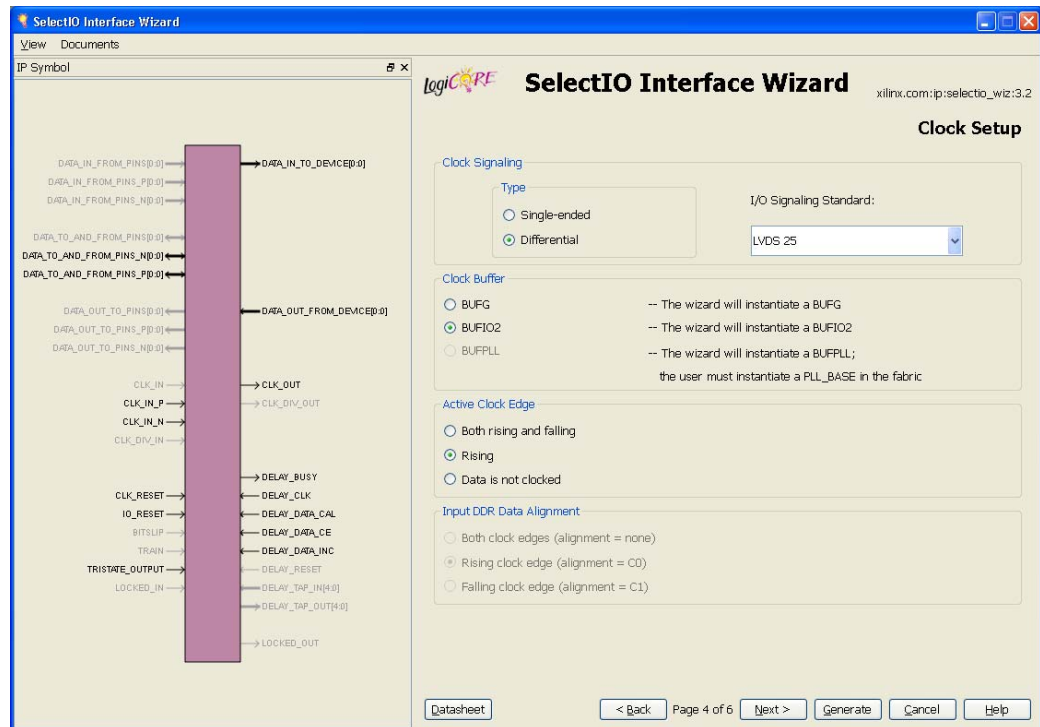 SelectIO Interface Wizard
View Documents
IP Symbol
DATA_IN_FROM_PINS[0:0]
DATA_IN_FROM_PINS_P[0:0]
DATA_IN_FROM_PINS_N[0:0]
DATA_TO_AND_FROM_PINS[0:0]
DATA_TO_AND_FROM_PINS_N[0:0]
DATA_TO_AND_FROM_PINS_P[0:0]
DATA_OUT_TO_PINS[0:0]
DATA_OUT_TO_PINS_P[0:0]
DATA_OUT_TO_PINS_N[0:0]
CLK_IN
CLK_IN_P
CLK_IN_N
CLK_DIV_IN
CLK_RESET
IO_RESET
BITSLIP
TRAIN
TRISTATE_OUTPUT
LOCKED_IN
DATA_IN_TO_DEVICE[0:0]
DATA_OUT_FROM_DEVICE[0:0]
CLK_OUT
CLK_DIV_OUT
DELAY_BUSY
DELAY_CLK
DELAY_DATA_CAL
DELAY_DATA_CE
DELAY_DATA_INC
DELAY_RESET
DELAY_TAP_IN[4:0]
DELAY_TAP_OUT[4:0]
LOCKED_OUT
LogiCORE SelectIO Interface Wizard xilinx.com:ip:selectio_wiz:3.2
Clock Setup
Clock Signaling
Type
Single-ended
Differential
I/O Signaling Standard:
LVDS 25
Clock Buffer
BUFG -- The wizard will instantiate a BUFG
BUFIO2 -- The wizard will instantiate a BUFIO2
BUFPLL -- The wizard will instantiate a BUFPLL;
the user must instantiate a PLL_BASE in the fabric
Active Clock Edge
Both rising and falling
Rising
Data is not clocked
Input DDR Data Alignment
Both clock edges (alignment = none)
Rising clock edge (alignment = C0)
Falling clock edge (alignment = C1)
Datasheet < Back Page 4 of 6 Next > Generate Cancel Help